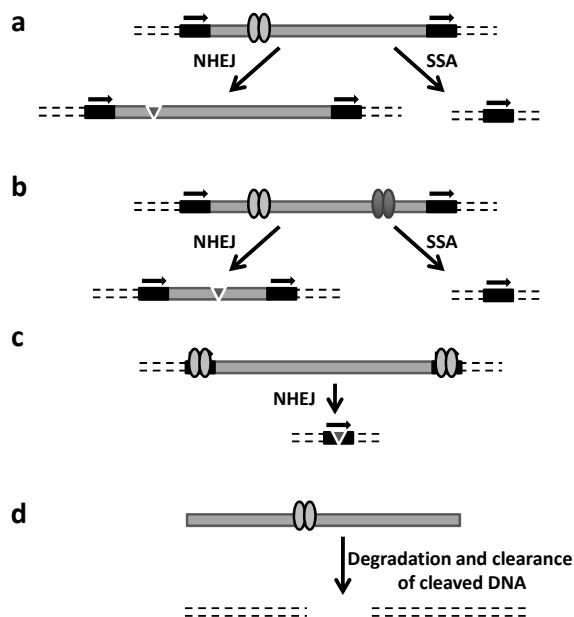 a
NHEJ
SSA
b
NHEJ
SSA
c
NHEJ
d
Degradation and clearance
of cleaved DNA